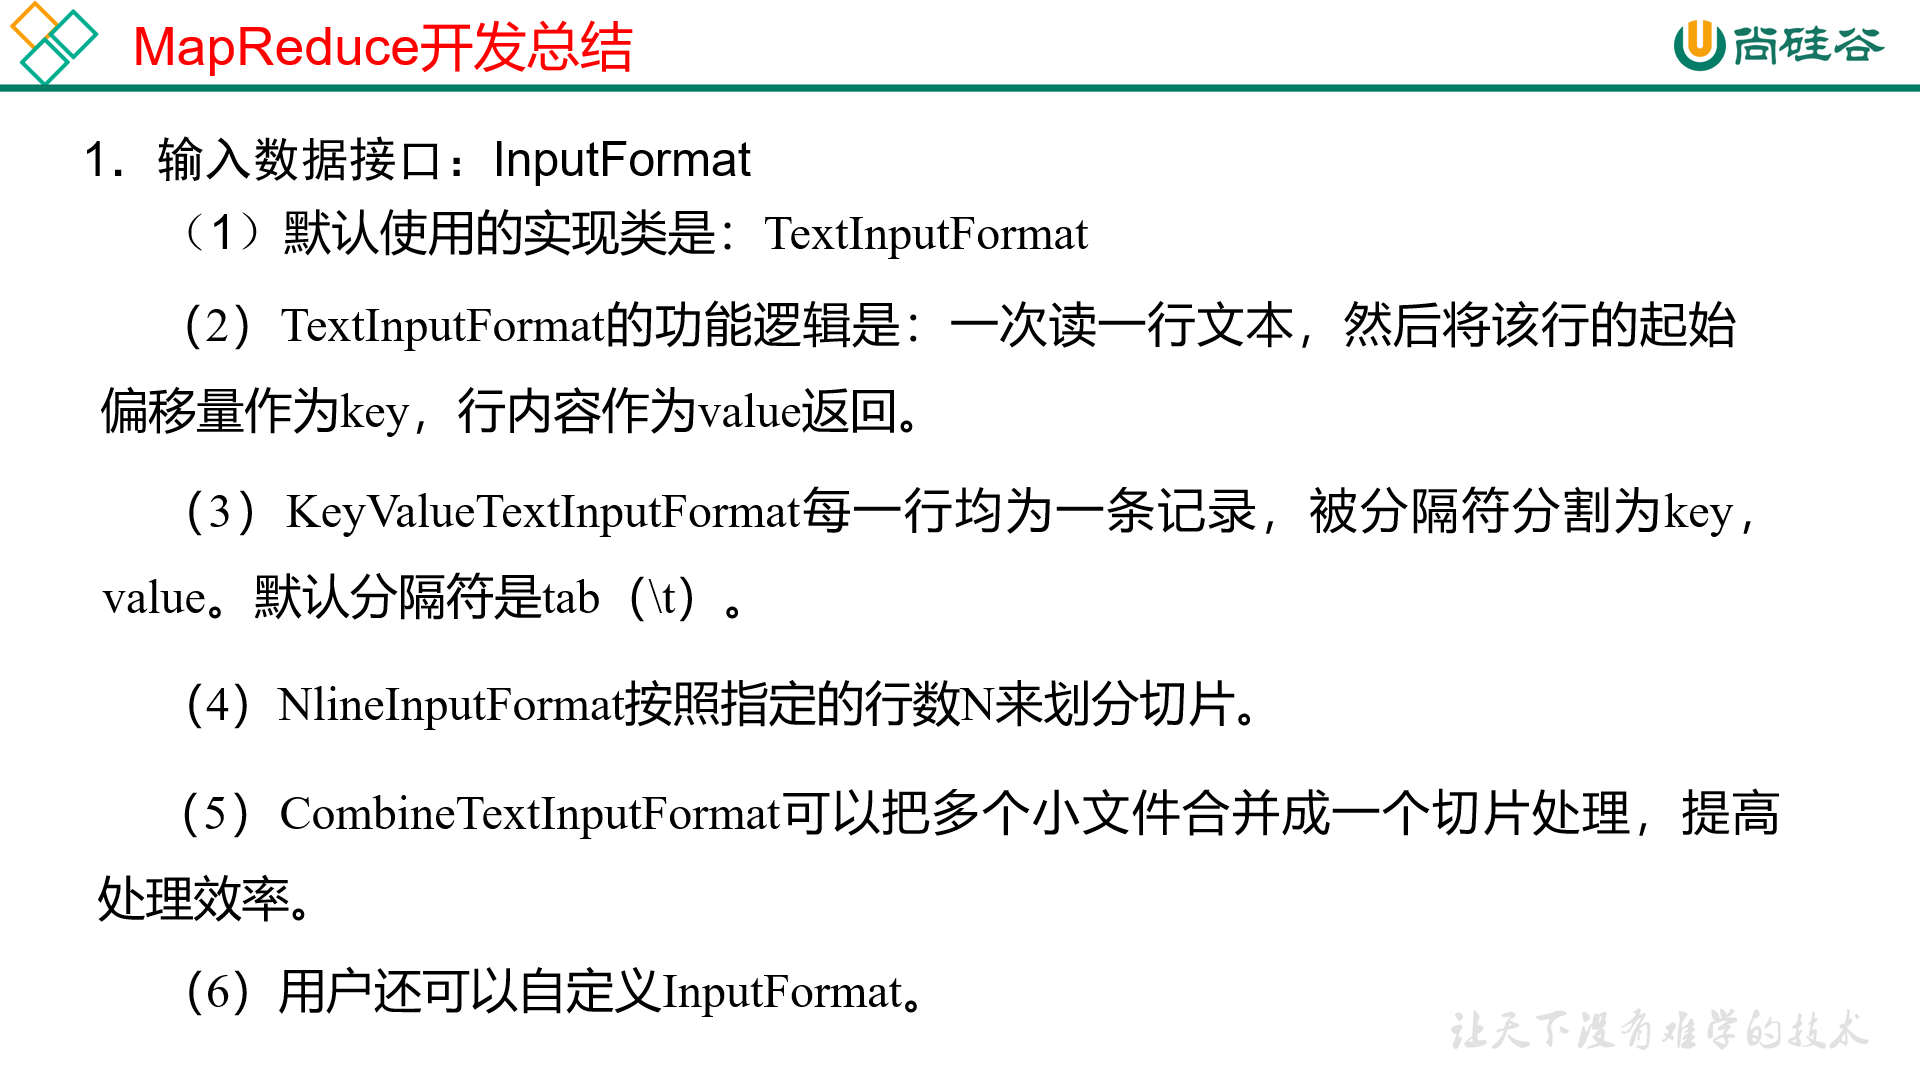 MapReduce开发总结
尚硅谷
1．输入数据接口：InputFormat
（1）默认使用的实现类是：TextInputFormat
（2）TextInputFormat的功能逻辑是：一次读一行文本，然后将该行的起始
偏移量作为key，行内容作为value返回。
（3）KeyValueTextInputFormat每一行均为一条记录，被分隔符分割为key，
value。默认分隔符是tab（\t）。
（4）NlineInputFormat按照指定的行数N来划分切片。
（5）CombineTextInputFormat可以把多个小文件合并成一个切片处理，提高
处理效率。
（6）用户还可以自定义InputFormat。
让天下没有难学的技术